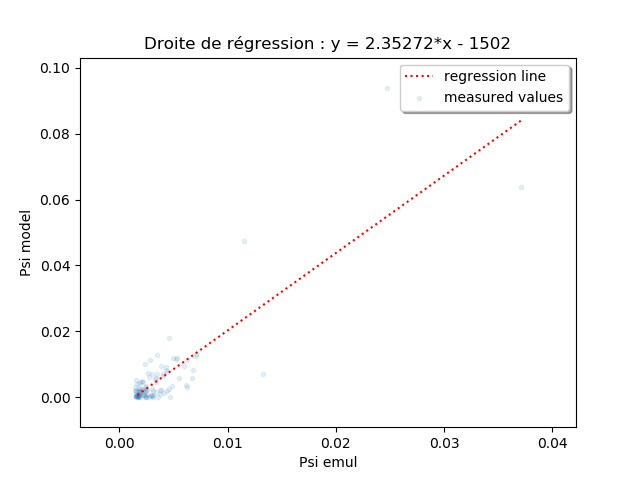 Droite de régression : y = 2.35272*x - 1502
regression line
measured values
Psi model
0.10
0.08
0.06
0.04
0.02
0.00
0.00 0.01 0.02 0.03 0.04
Psi emul